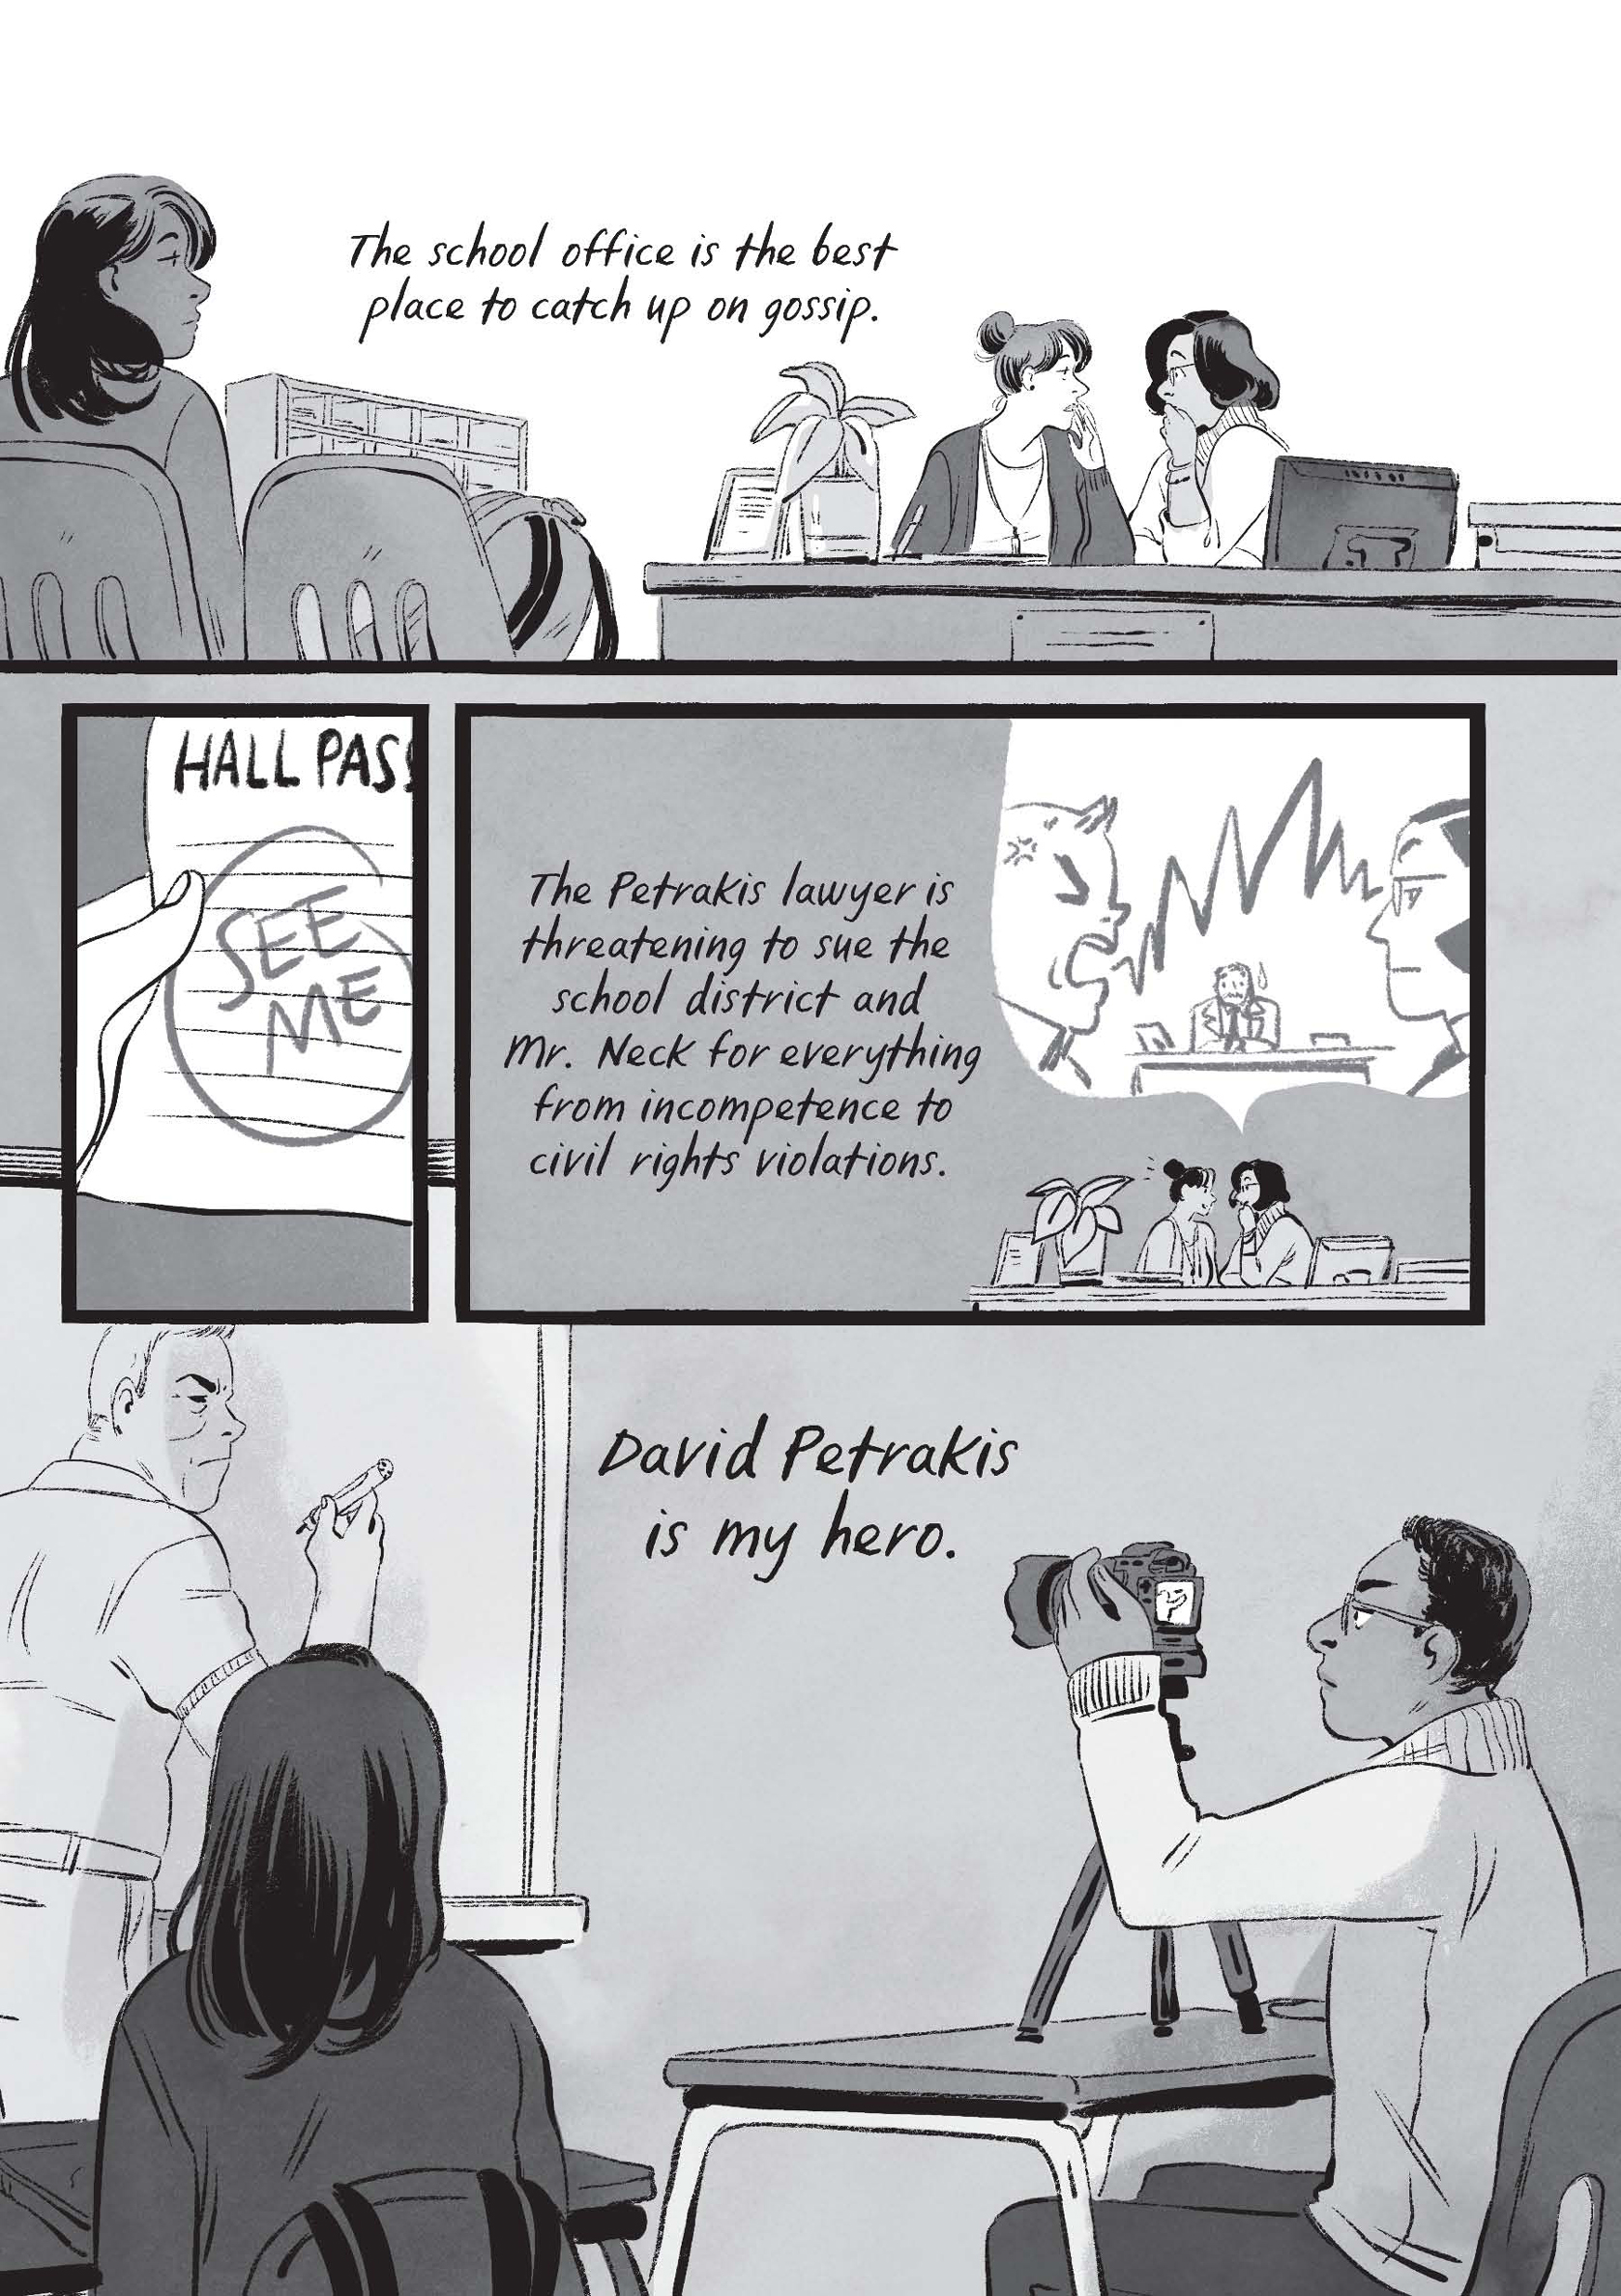 The school office is the best
place to catch up on gossip.
HALL PASS
SEE
ME
The Petrakis lawyer is
threatening to sue the
school district and
Mr. Neck for everything
from incompetence to
civil rights violations.
David Petrakis
is my hero.